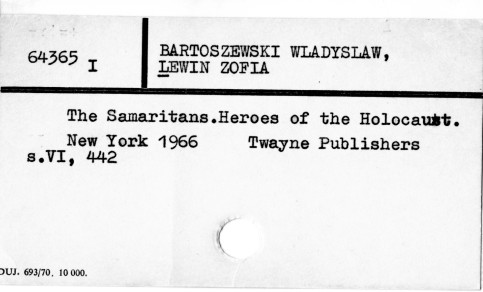 64365 I
BARTOSZEWSKI WLADYSLAW,
LEWIN ZOFIA
The Samaritans.Heroes of the Holocaust.
New York 1966 Twayne Publishers
s.VI, 442
DUJ. 693/70. 10 000.